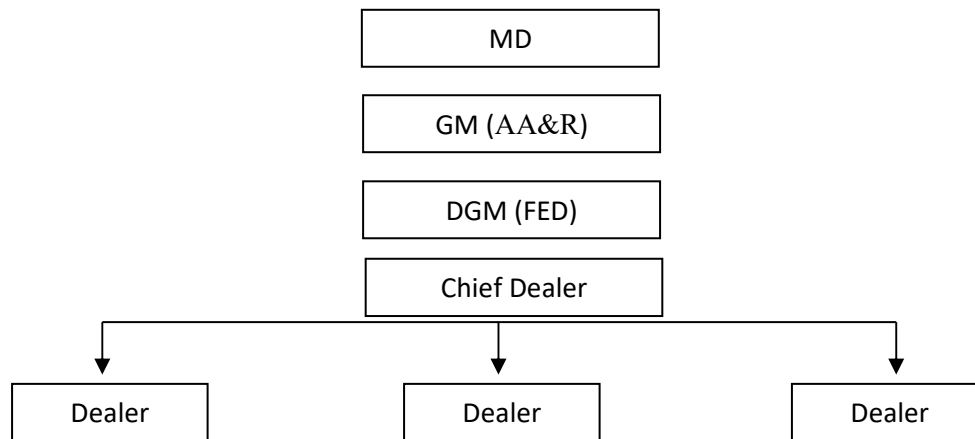 MD
GM (AA&R)
DGM (FED)
Chief Dealer
Dealer
Dealer
Dealer